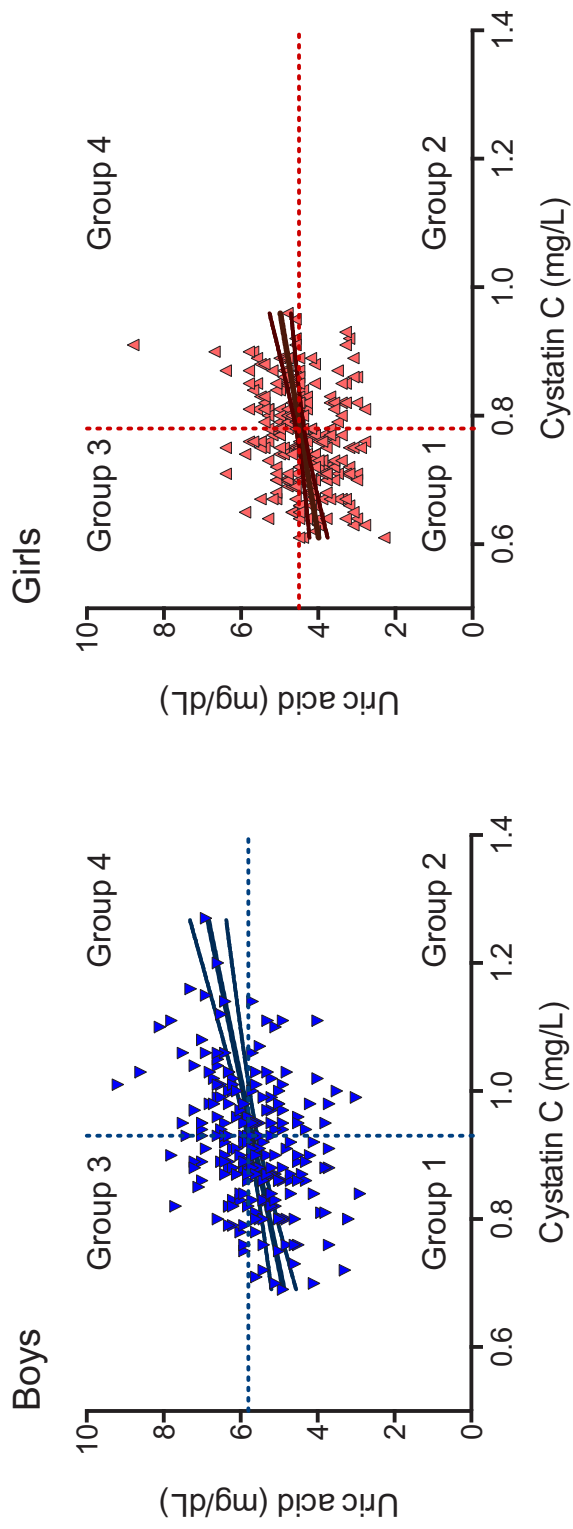 Boys
Uric acid (mg/dL)
10
8
6
4
2
0
Group 3
Group 4
Group 1
Group 2
0.6
0.8
1.0
1.2
1.4
Cystatin C (mg/L)
Girls
Uric acid (mg/dL)
10
8
6
4
2
0
Group 3
Group 4
Group 1
Group 2
0.6
0.8
1.0
1.2
1.4
Cystatin C (mg/L)